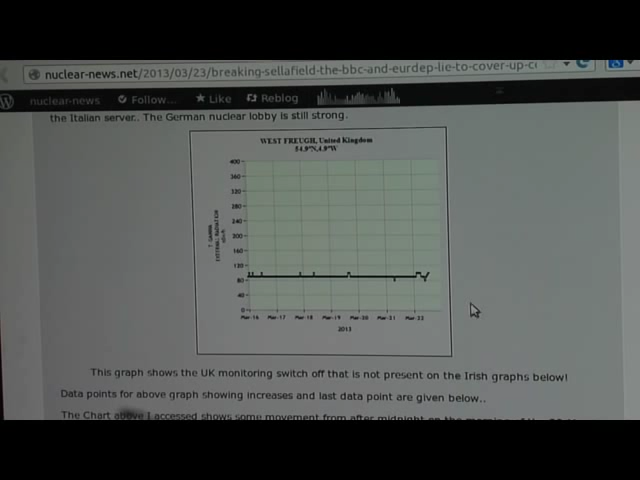 nuclear-news.net/2013/03/23/breaking-sellafield-the-bbc-and-eurdep-lie-to-cover-up-c
nuclear-news Follow... Like Reblog
the Italian server.. The German nuclear lobby is still strong.
WEST FREUGH, United Kingdom
54.9°N,4.9°W
400
360
320
280
240
200
160
120
80
40
0
Mar-16 Mar-17 Mar-18 Mar-19 Mar-20 Mar-21 Mar-22
2013
This graph shows the UK monitoring switch off that is not present on the Irish graphs below!
Data points for above graph showing increases and last data point are given below..
The Chart above I accessed shows some movement from after midnight on the morning of the